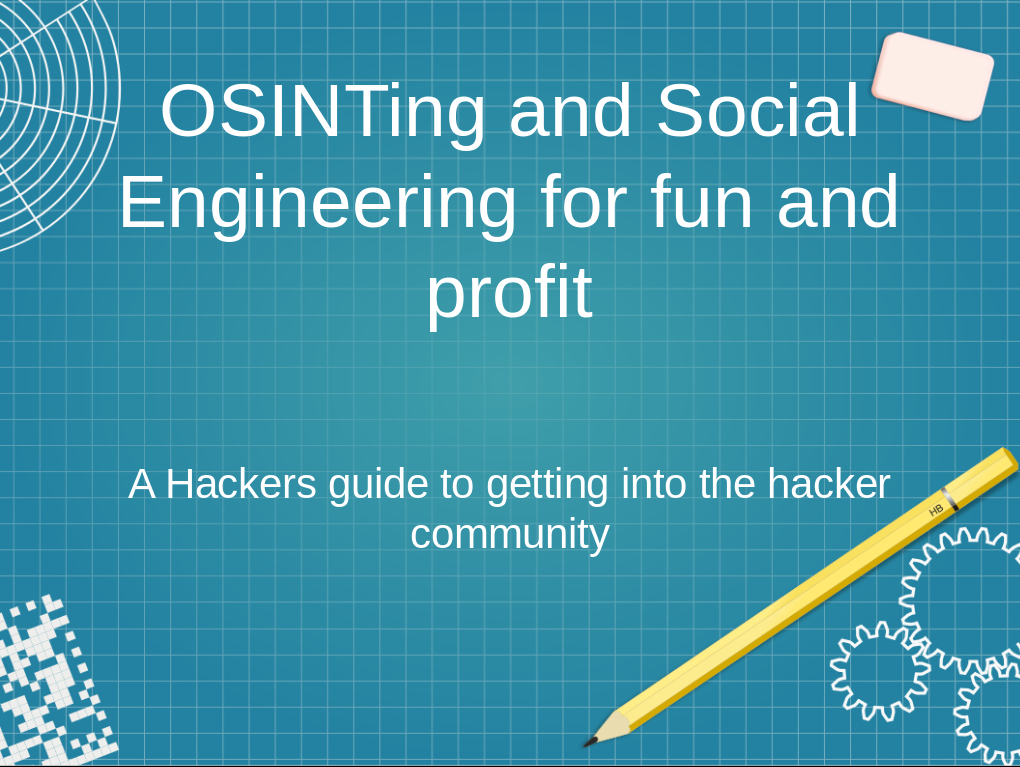 OSINTing and Social
Engineering for fun and
profit
A Hackers guide to getting into the hacker
community
HB